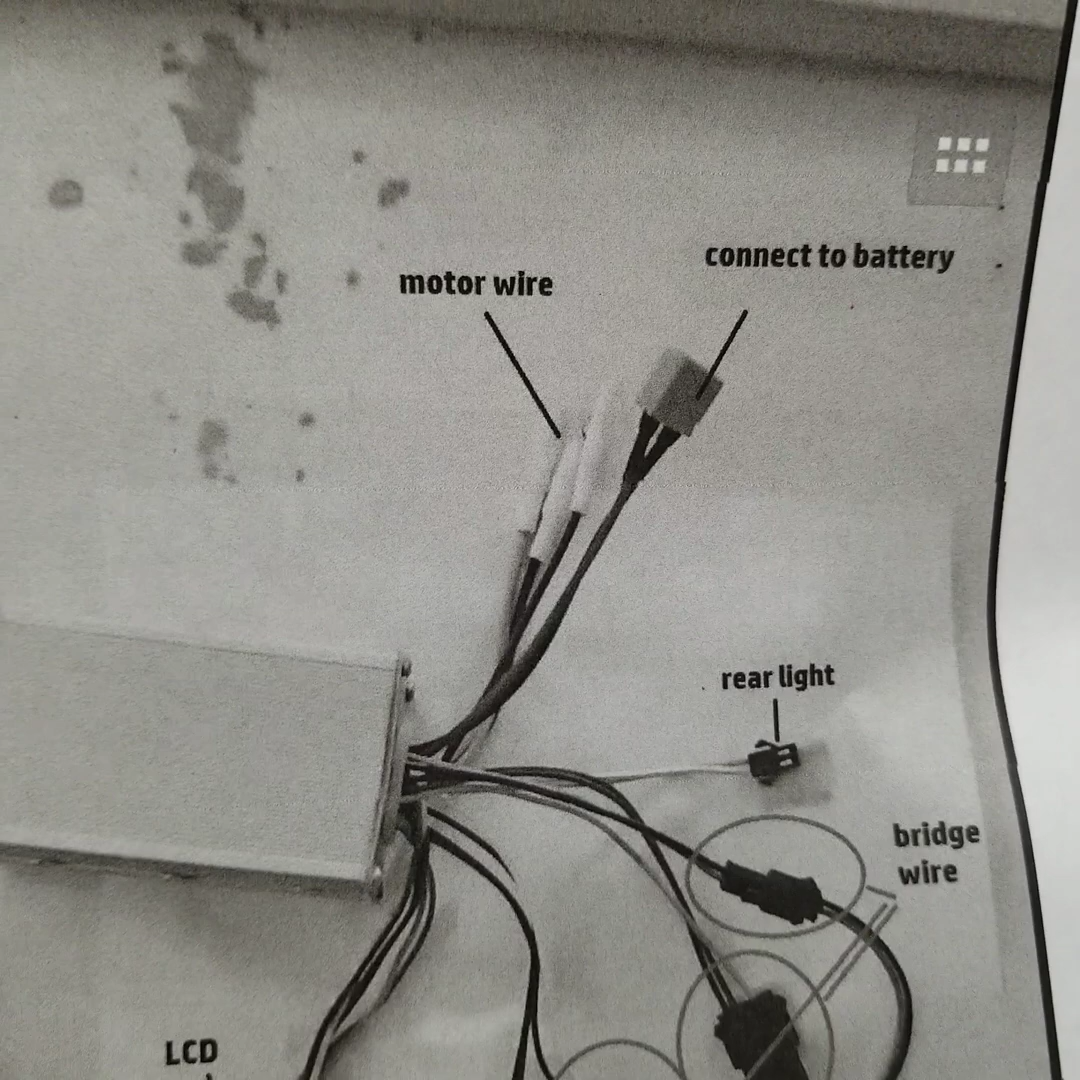 connect to battery
motor wire
rear light
bridge
wire
LCD